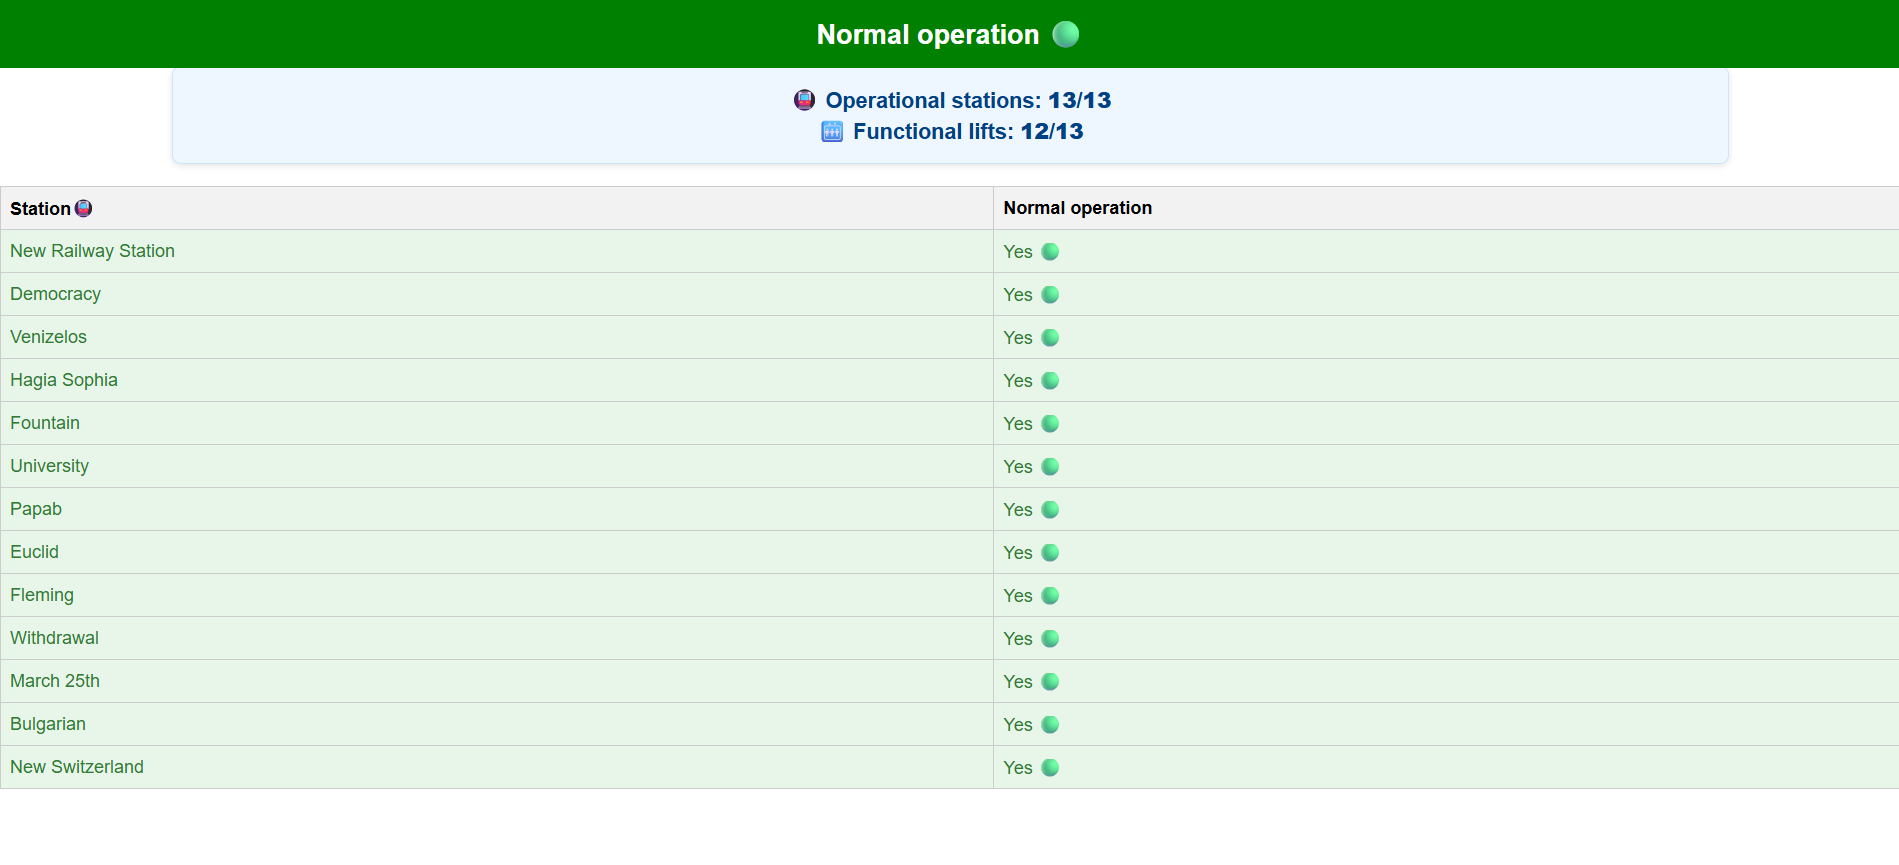 Normal operation
Operational stations: 13/13
Functional lifts: 12/13
Station Normal operation
New Railway Station Yes
Democracy Yes
Venizelos Yes
Hagia Sophia Yes
Fountain Yes
University Yes
Papab Yes
Euclid Yes
Fleming Yes
Withdrawal Yes
March 25th Yes
Bulgarian Yes
New Switzerland Yes